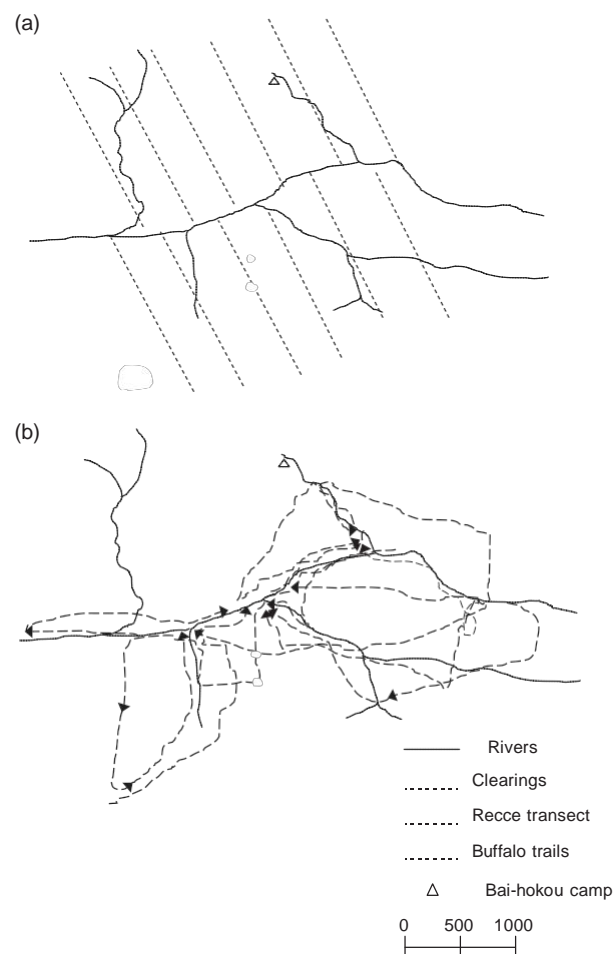 (a)
(b)
Rivers
Clearings
Recce transect
Buffalo trails
Bai-hokou camp
0 500 1000